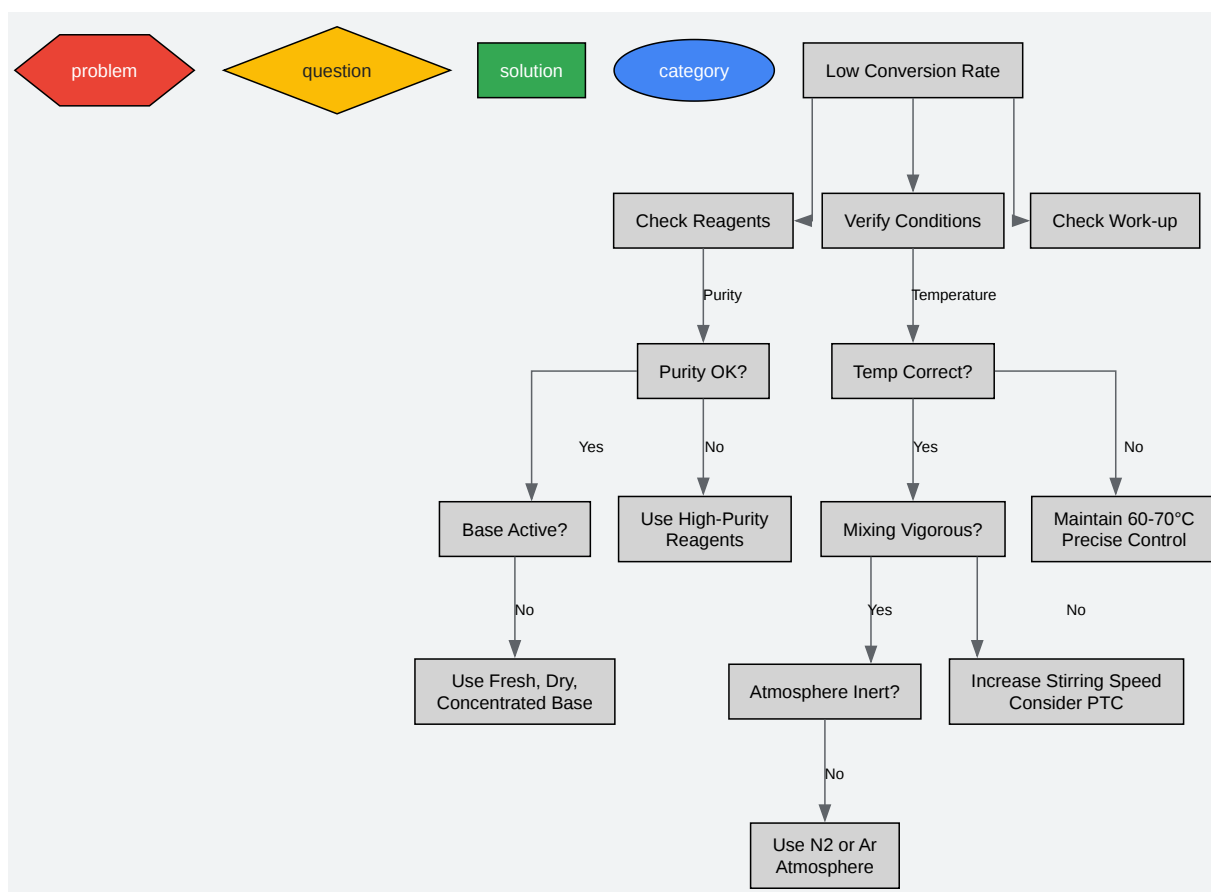 problem
question
solution
category
Low Conversion Rate
Check Reagents
Verify Conditions
Check Work-up
Purity
Temperature
Purity OK?
Temp Correct?
Yes
No
Yes
No
Base Active?
Use High-Purity
Reagents
Mixing Vigorous?
Maintain 60-70°C
Precise Control
No
Yes
No
Use Fresh, Dry,
Concentrated Base
Atmosphere Inert?
Increase Stirring Speed
Consider PTC
No
Use N2 or Ar
Atmosphere